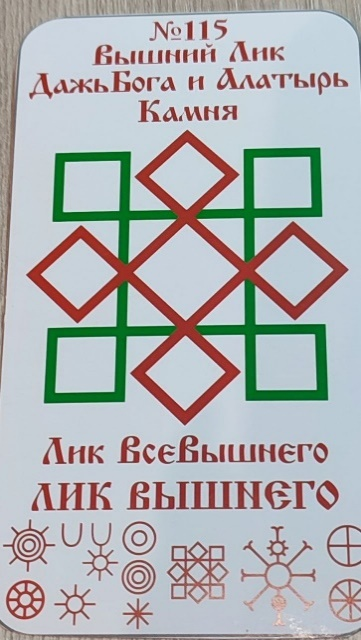 №115
Вышний Лик
ДажьБога и Алатырь
Камня
Лик ВсеВышнего
ЛИК ВЫШНЕГО